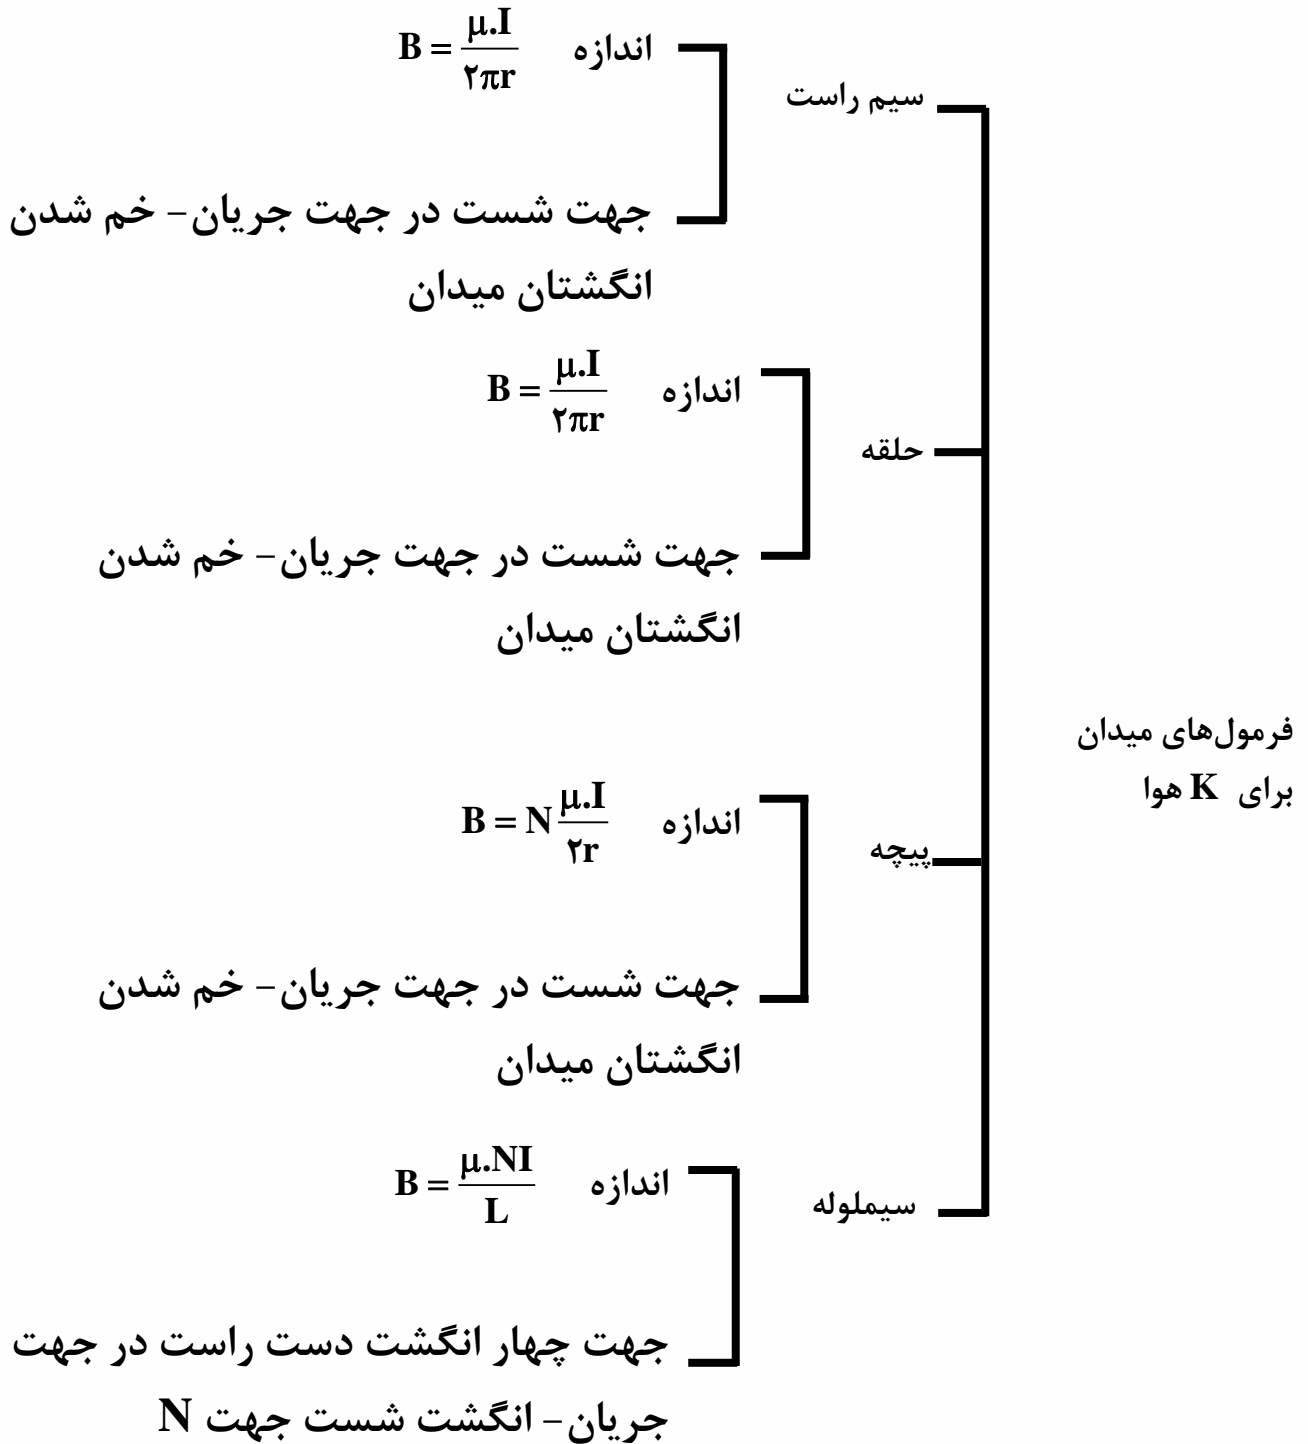 فرمول‌های میدان
برای K هوا
سیم راست
اندازه B = μ.I / ۲πr
جهت شست در جهت جریان- خم شدن
انگشتان میدان
حلقه
اندازه B = μ.I / ۲πr
جهت شست در جهت جریان- خم شدن
انگشتان میدان
پیچه
اندازه B = N μ.I / ۲r
جهت شست در جهت جریان- خم شدن
انگشتان میدان
سیملوله
اندازه B = μ.NI / L
جهت چهار انگشت دست راست در جهت
جریان- انگشت شست جهت N